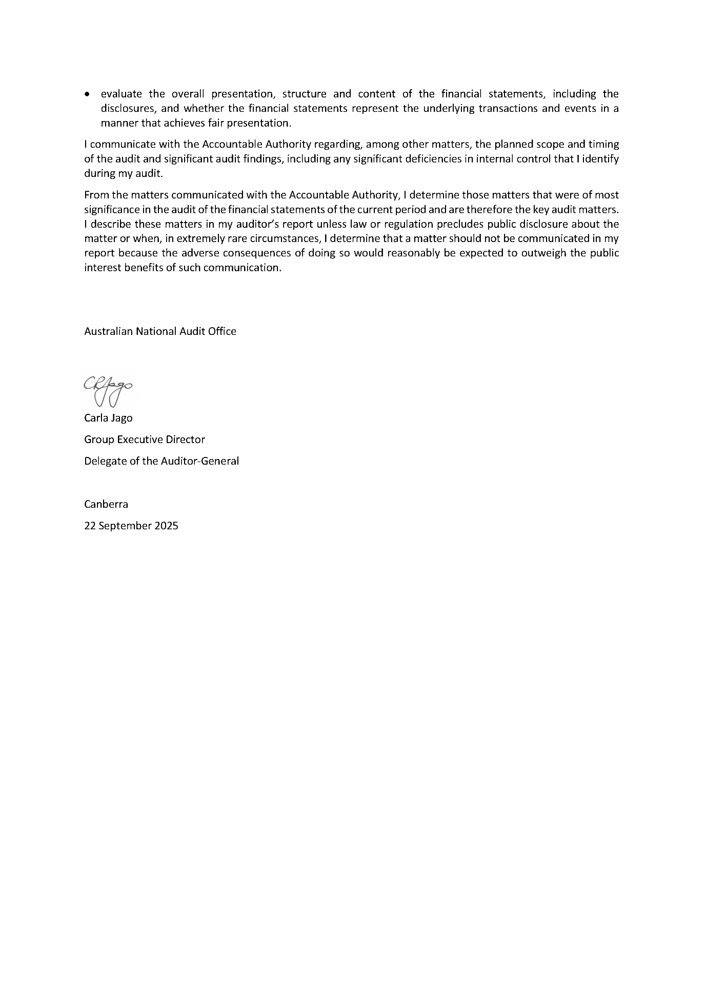 • evaluate the overall presentation, structure and content of the financial statements, including the
disclosures, and whether the financial statements represent the underlying transactions and events in a
manner that achieves fair presentation.
I communicate with the Accountable Authority regarding, among other matters, the planned scope and timing
of the audit and significant audit findings, including any significant deficiencies in internal control that I identify
during my audit.
From the matters communicated with the Accountable Authority, I determine those matters that were of most
significance in the audit of the financial statements of the current period and are therefore the key audit matters.
I describe these matters in my auditor’s report unless law or regulation precludes public disclosure about the
matter or when, in extremely rare circumstances, I determine that a matter should not be communicated in my
report because the adverse consequences of doing so would reasonably be expected to outweigh the public
interest benefits of such communication.
Australian National Audit Office
CRJago
Carla Jago
Group Executive Director
Delegate of the Auditor-General
Canberra
22 September 2025